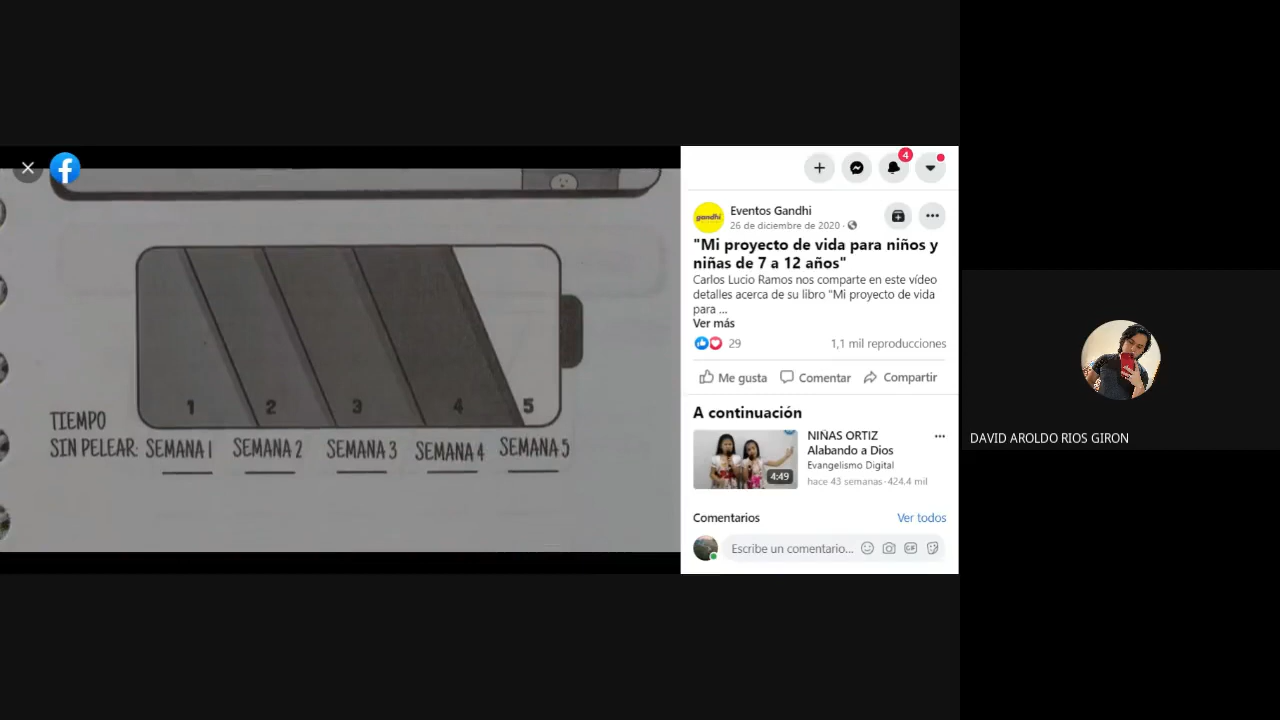 1
2
3
4
5
TIEMPO
SIN PELEAR: SEMANA 1 SEMANA 2 SEMANA 3 SEMANA 4 SEMANA 5
4
gandhi
Eventos Gandhi
26 de diciembre de 2020 ·
"Mi proyecto de vida para niños y
niñas de 7 a 12 años"
Carlos Lucio Ramos nos comparte en este vídeo
detalles acerca de su libro "Mi proyecto de vida
para ...
Ver más
29
1,1 mil reproducciones
Me gusta
Comentar
Compartir
A continuación
4:49
NIÑAS ORTIZ
Alabando a Dios
Evangelismo Digital
hace 43 semanas · 424.4 mil
Comentarios
Ver todos
Escribe un comentario...
GIF
DAVID AROLDO RIOS GIRON